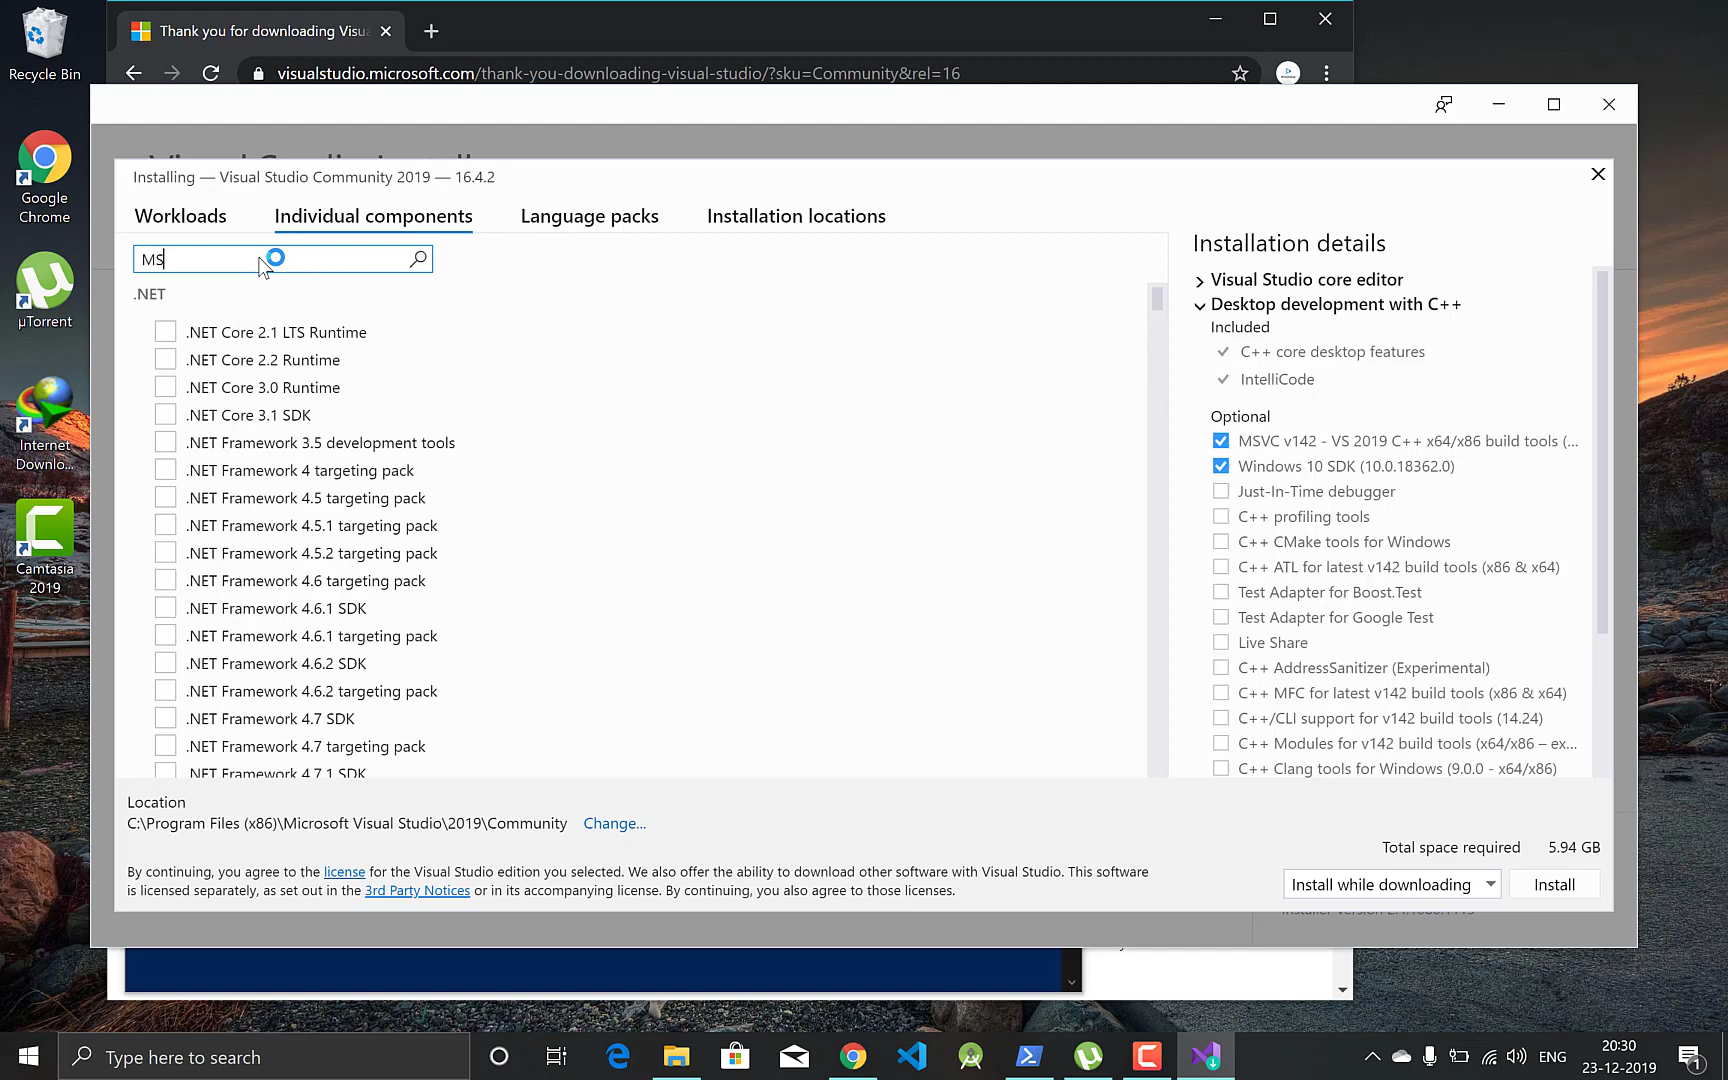 Recycle Bin
Google
Chrome
µTorrent
Internet
Downlo...
Camtasia
2019
Thank you for downloading Visu
visualstudio.microsoft.com/thank-you-downloading-visual-studio/?sku=Community&rel=16
Installing — Visual Studio Community 2019 — 16.4.2
Workloads
Individual components
Language packs
Installation locations
MS
.NET
.NET Core 2.1 LTS Runtime
.NET Core 2.2 Runtime
.NET Core 3.0 Runtime
.NET Core 3.1 SDK
.NET Framework 3.5 development tools
.NET Framework 4 targeting pack
.NET Framework 4.5 targeting pack
.NET Framework 4.5.1 targeting pack
.NET Framework 4.5.2 targeting pack
.NET Framework 4.6 targeting pack
.NET Framework 4.6.1 SDK
.NET Framework 4.6.1 targeting pack
.NET Framework 4.6.2 SDK
.NET Framework 4.6.2 targeting pack
.NET Framework 4.7 SDK
.NET Framework 4.7 targeting pack
.NET Framework 4.7.1 SDK
Installation details
Visual Studio core editor
Desktop development with C++
Included
C++ core desktop features
IntelliCode
Optional
MSVC v142 - VS 2019 C++ x64/x86 build tools (...
Windows 10 SDK (10.0.18362.0)
Just-In-Time debugger
C++ profiling tools
C++ CMake tools for Windows
C++ ATL for latest v142 build tools (x86 & x64)
Test Adapter for Boost.Test
Test Adapter for Google Test
Live Share
C++ AddressSanitizer (Experimental)
C++ MFC for latest v142 build tools (x86 & x64)
C++/CLI support for v142 build tools (14.24)
C++ Modules for v142 build tools (x64/x86 – ex...
C++ Clang tools for Windows (9.0.0 - x64/x86)
Location
C:\Program Files (x86)\Microsoft Visual Studio\2019\Community Change...
By continuing, you agree to the license for the Visual Studio edition you selected. We also offer the ability to download other software with Visual Studio. This software
is licensed separately, as set out in the 3rd Party Notices or in its accompanying license. By continuing, you also agree to those licenses.
Total space required 5.94 GB
Install while downloading
Install
Type here to search
ENG
20:30
23-12-2019
1